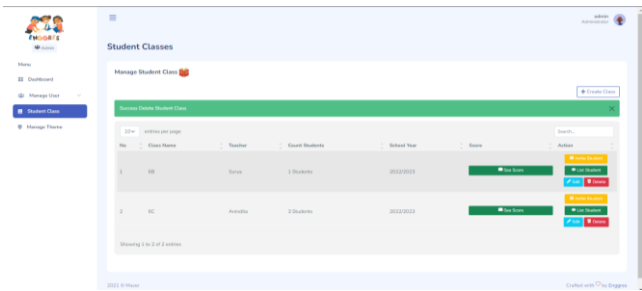 admin
Administrator
ENGGRIS
Student Classes
Menu
Manage Student Class
Dashboard
Manage User
+ Create Class
Student Class
Success Delete Student Class
Manage Theme
10 entries per page
Search...
No Class Name Teacher Count Students School Year Score Action
Invite Student
1 6B Surya 1 Students 2022/2023 See Score List Student
Edit Delete
Invite Student
2 6C Anindita 3 Students 2022/2023 See Score List Student
Edit Delete
Showing 1 to 2 of 2 entries
2021 © Mazer
Crafted with by Enggros